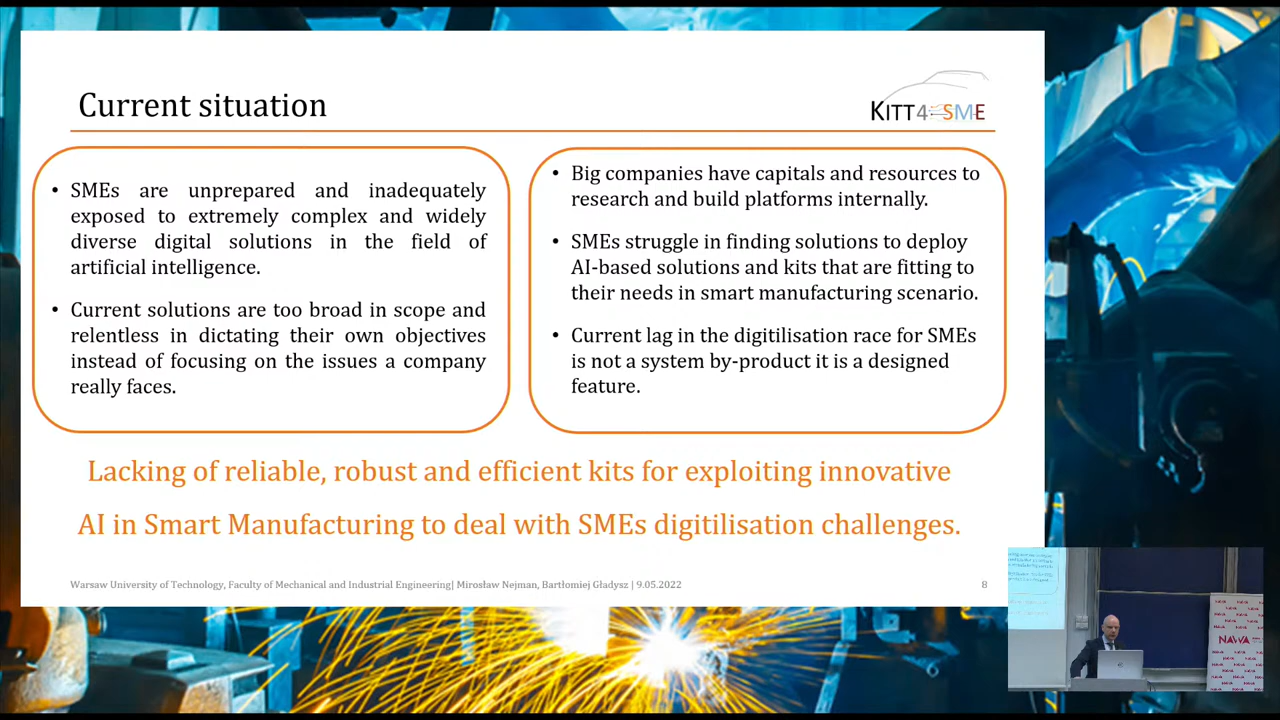 Current situation
KITT4SME
• SMEs are unprepared and inadequately
exposed to extremely complex and widely
diverse digital solutions in the field of
artificial intelligence.
• Current solutions are too broad in scope and
relentless in dictating their own objectives
instead of focusing on the issues a company
really faces.
• Big companies have capitals and resources to
research and build platforms internally.
• SMEs struggle in finding solutions to deploy
AI-based solutions and kits that are fitting to
their needs in smart manufacturing scenario.
• Current lag in the digitilisation race for SMEs
is not a system by-product it is a designed
feature.
Lacking of reliable, robust and efficient kits for exploiting innovative
AI in Smart Manufacturing to deal with SMEs digitilisation challenges.
Warsaw University of Technology, Faculty of Mechanical and Industrial Engineering| Mirosław Nejman, Bartłomiej Gładysz | 9.05.2022
8
NAWA